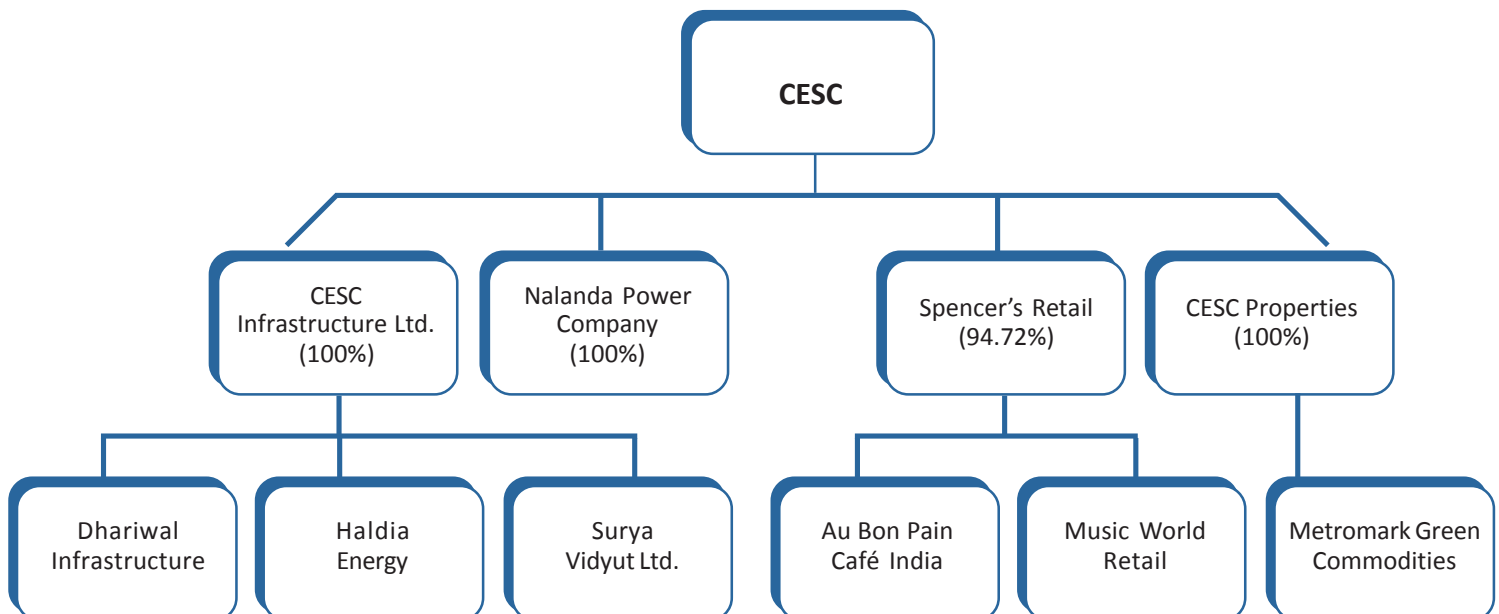 CESC
CESC
Infrastructure Ltd.
(100%)
Nalanda Power
Company
(100%)
Spencer’s Retail
(94.72%)
CESC Properties
(100%)
Dhariwal
Infrastructure
Haldia
Energy
Surya
Vidyut Ltd.
Au Bon Pain
Café India
Music World
Retail
Metromark Green
Commodities